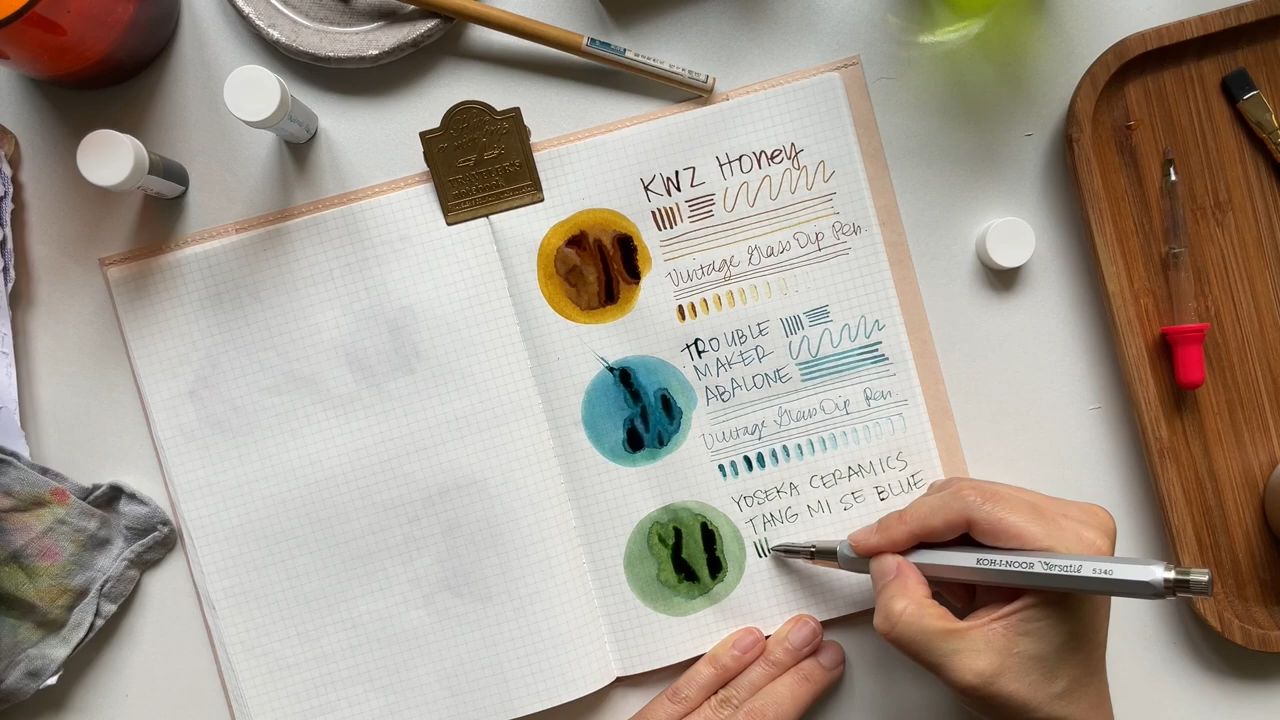 KWZ Honey
Vintage Glass Dip Pen.
TROUBLE
MAKER
ABALONE
Vintage Glass Dip Pen.
YOSEKA CERAMICS
TANG MI SE BLUE
KOH-I-NOOR Versatil 5340
TRAVELER'S
notebook